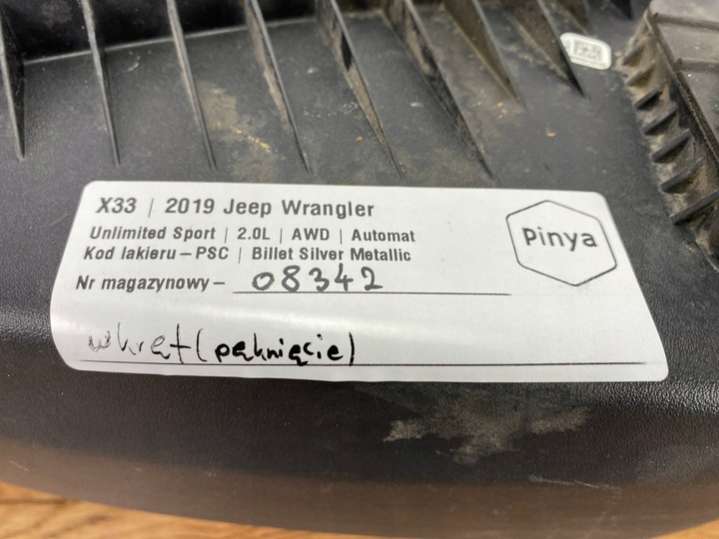 X33 | 2019 Jeep Wrangler
Unlimited Sport | 2.0L | AWD | Automat
Kod lakieru – PSC | Billet Silver Metallic
Nr magazynowy – 08342
wkręt (pęknięcie)
Pinya